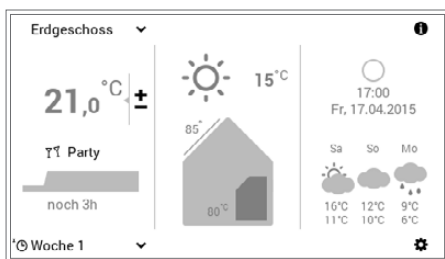 Erdgeschoss
21,0°C ±
Party
noch 3h
Woche 1
15°C
85°
80°C
17:00
Fr, 17.04.2015
Sa So Mo
16°C 12°C 9°C
11°C 10°C 6°C